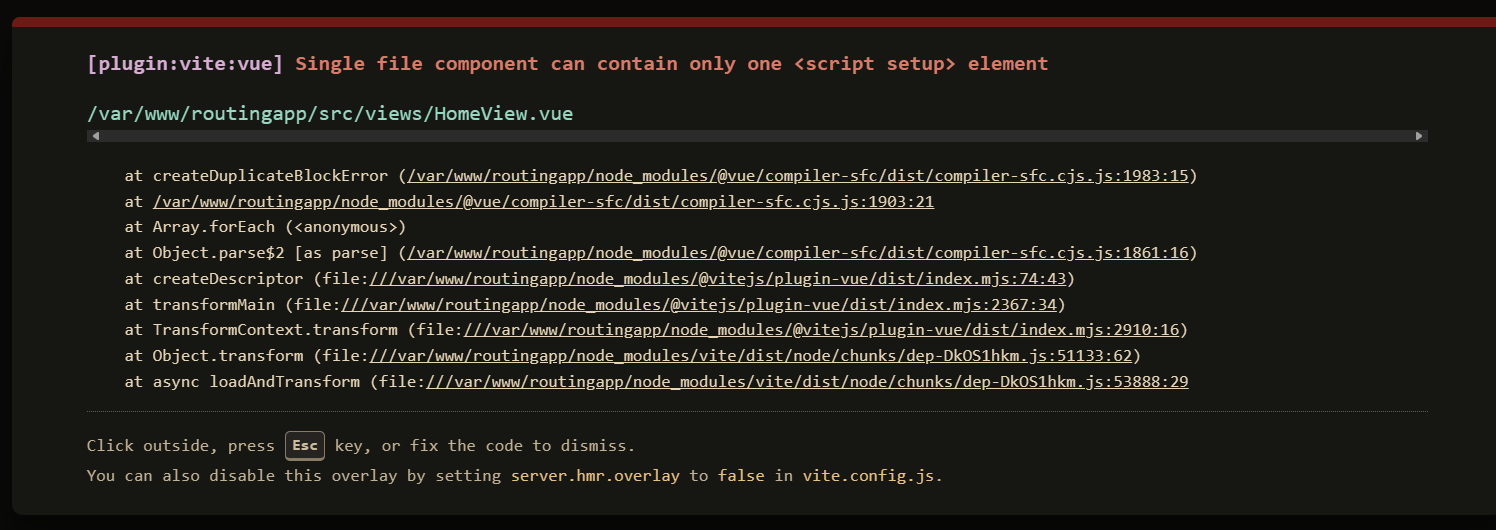 [plugin:vite:vue] Single file component can contain only one <script setup> element
/var/www/routingapp/src/views/HomeView.vue
at createDuplicateBlockError (/var/www/routingapp/node_modules/@vue/compiler-sfc/dist/compiler-sfc.cjs.js:1983:15)
at /var/www/routingapp/node_modules/@vue/compiler-sfc/dist/compiler-sfc.cjs.js:1903:21
at Array.forEach (<anonymous>)
at Object.parse$2 [as parse] (/var/www/routingapp/node_modules/@vue/compiler-sfc/dist/compiler-sfc.cjs.js:1861:16)
at createDescriptor (file:///var/www/routingapp/node_modules/@vitejs/plugin-vue/dist/index.mjs:74:43)
at transformMain (file:///var/www/routingapp/node_modules/@vitejs/plugin-vue/dist/index.mjs:2367:34)
at TransformContext.transform (file:///var/www/routingapp/node_modules/@vitejs/plugin-vue/dist/index.mjs:2910:16)
at Object.transform (file:///var/www/routingapp/node_modules/vite/dist/node/chunks/dep-DkOS1hkm.js:51133:62)
at async loadAndTransform (file:///var/www/routingapp/node_modules/vite/dist/node/chunks/dep-DkOS1hkm.js:53888:29
Click outside, press Esc key, or fix the code to dismiss.
You can also disable this overlay by setting server.hmr.overlay to false in vite.config.js.